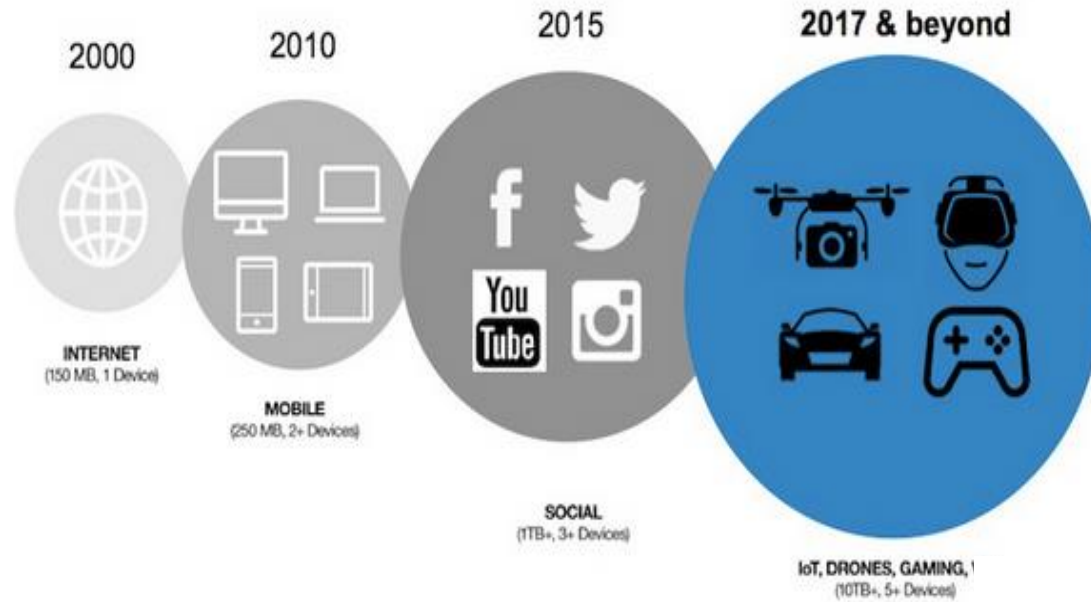 2000
2010
2015
2017 & beyond
f
You
Tube
INTERNET
(150 MB, 1 Device)
MOBILE
(250 MB, 2+ Devices)
SOCIAL
(1TB+, 3+ Devices)
IoT, DRONES, GAMING,
(10TB+, 5+ Devices)